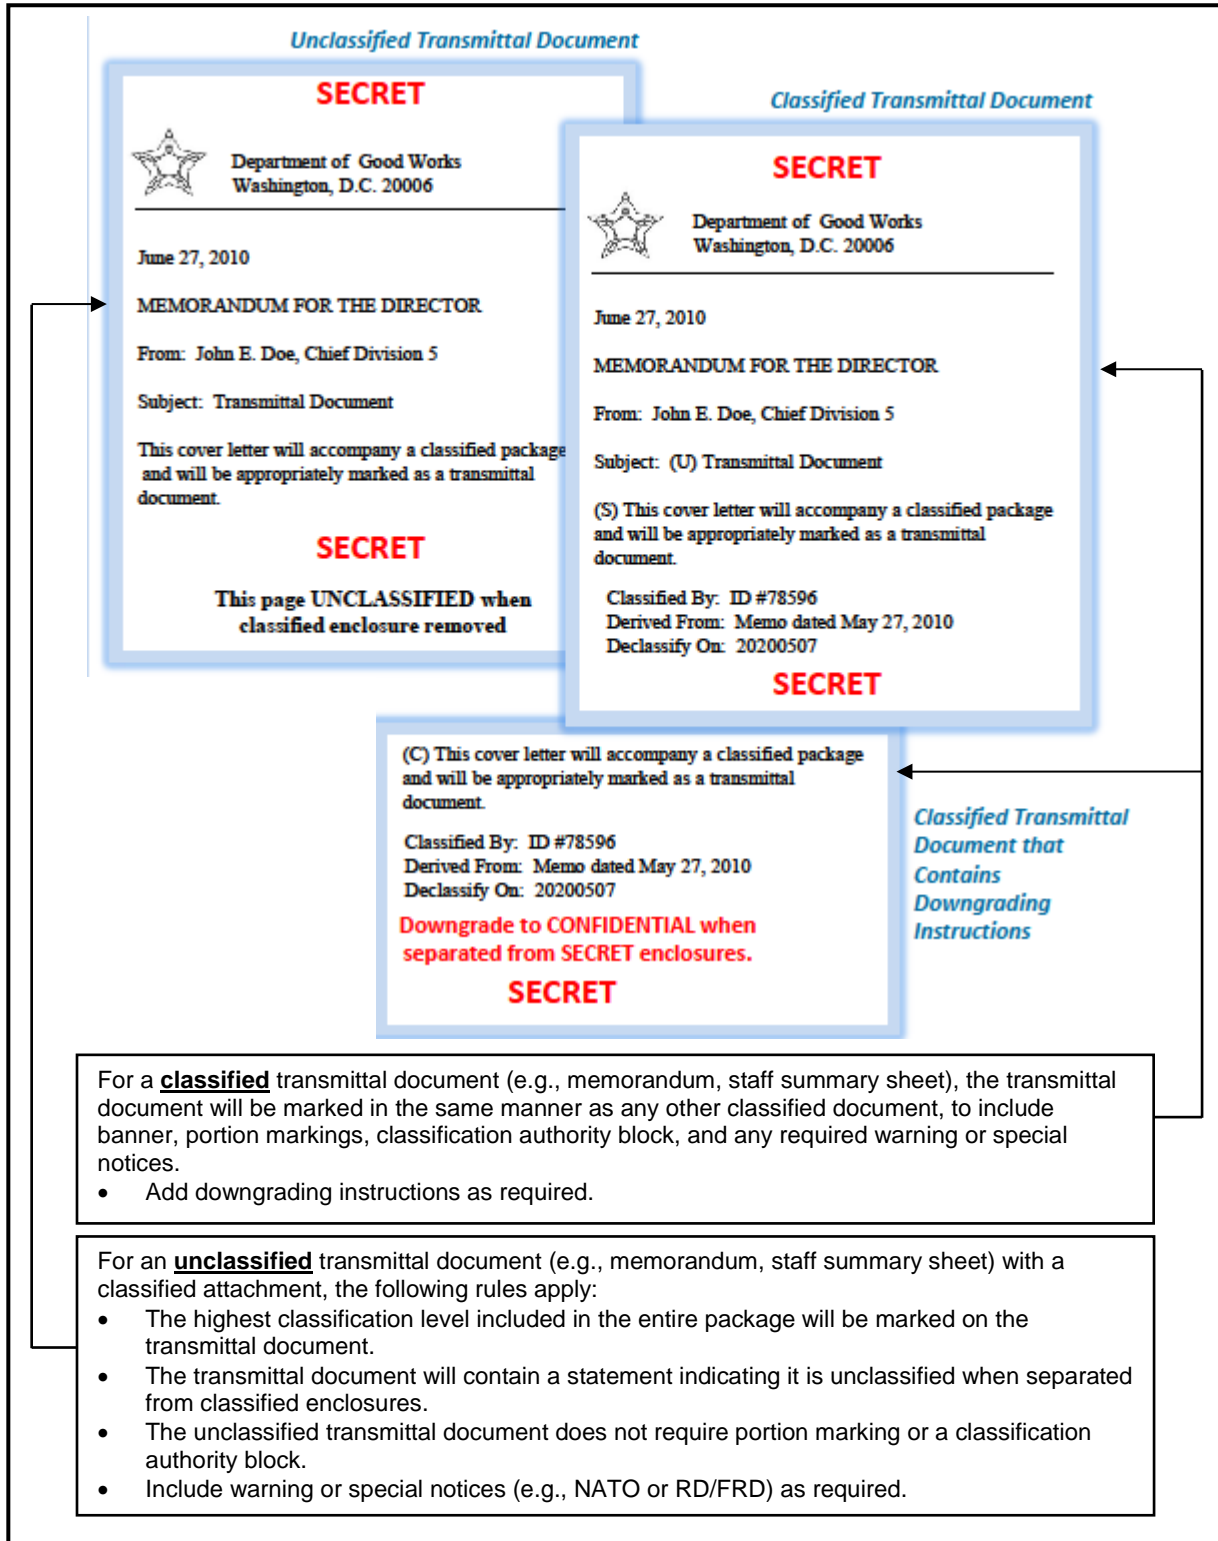 Unclassified Transmittal Document
SECRET
Department of Good Works
Washington, D.C. 20006
June 27, 2010
MEMORANDUM FOR THE DIRECTOR
From: John E. Doe, Chief Division 5
Subject: Transmittal Document
This cover letter will accompany a classified package
and will be appropriately marked as a transmittal
document.
SECRET
This page UNCLASSIFIED when
classified enclosure removed
Classified Transmittal Document
SECRET
Department of Good Works
Washington, D.C. 20006
June 27, 2010
MEMORANDUM FOR THE DIRECTOR
From: John E. Doe, Chief Division 5
Subject: (U) Transmittal Document
(S) This cover letter will accompany a classified package
and will be appropriately marked as a transmittal
document.
Classified By: ID #78596
Derived From: Memo dated May 27, 2010
Declassify On: 20200507
SECRET
(C) This cover letter will accompany a classified package
and will be appropriately marked as a transmittal
document.
Classified By: ID #78596
Derived From: Memo dated May 27, 2010
Declassify On: 20200507
Downgrade to CONFIDENTIAL when
separated from SECRET enclosures.
SECRET
Classified Transmittal
Document that
Contains
Downgrading
Instructions
For a classified transmittal document (e.g., memorandum, staff summary sheet), the transmittal
document will be marked in the same manner as any other classified document, to include
banner, portion markings, classification authority block, and any required warning or special
notices.
• Add downgrading instructions as required.
For an unclassified transmittal document (e.g., memorandum, staff summary sheet) with a
classified attachment, the following rules apply:
• The highest classification level included in the entire package will be marked on the
transmittal document.
• The transmittal document will contain a statement indicating it is unclassified when separated
from classified enclosures.
• The unclassified transmittal document does not require portion marking or a classification
authority block.
• Include warning or special notices (e.g., NATO or RD/FRD) as required.